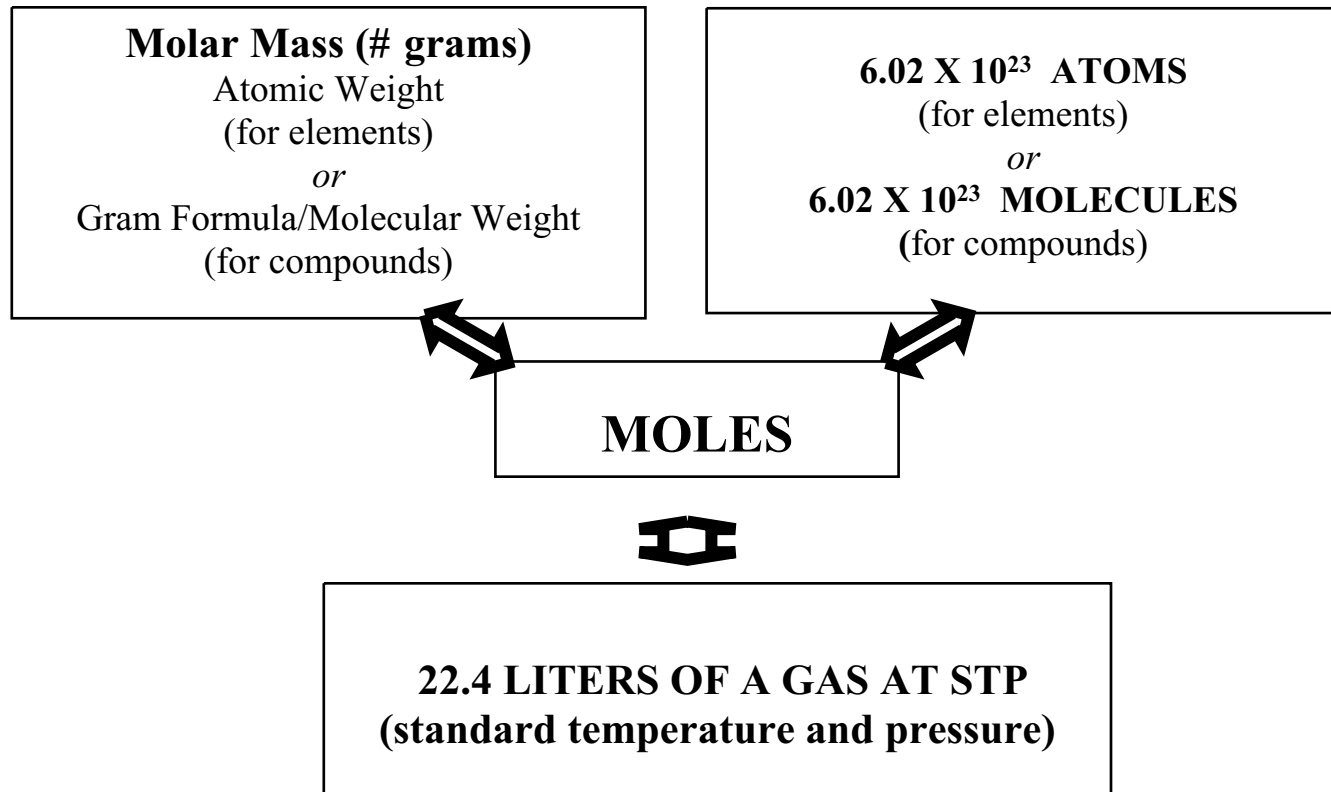 Molar Mass (# grams)
Atomic Weight
(for elements)
or
Gram Formula/Molecular Weight
(for compounds)
6.02 X 10²³ ATOMS
(for elements)
or
6.02 X 10²³ MOLECULES
(for compounds)
MOLES
22.4 LITERS OF A GAS AT STP
(standard temperature and pressure)